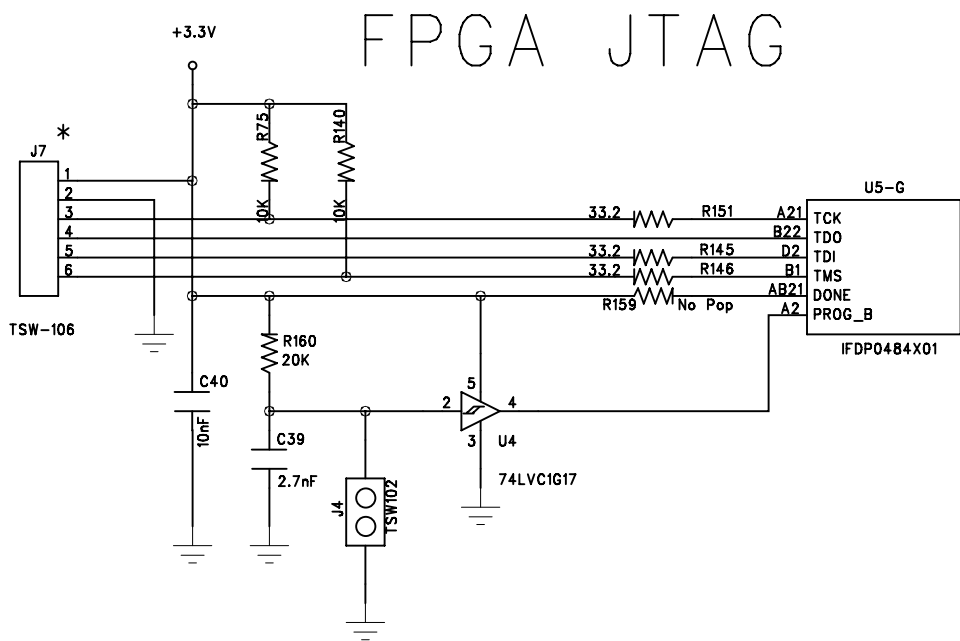 FPGA JTAG
+3.3V
*
J7
1
2
3
4
5
6
TSW-106
R75
10K
R140
10K
33.2 R151 A21
B22
33.2 R145 D2
33.2 R146 B1
R159 No Pop AB21
A2
U5-G
TCK
TDO
TDI
TMS
DONE
PROG_B
IFDP0484X01
R160
20K
C40
10nF
C39
2.7nF
J4
TSW102
2
5
4
3
U4
74LVC1G17